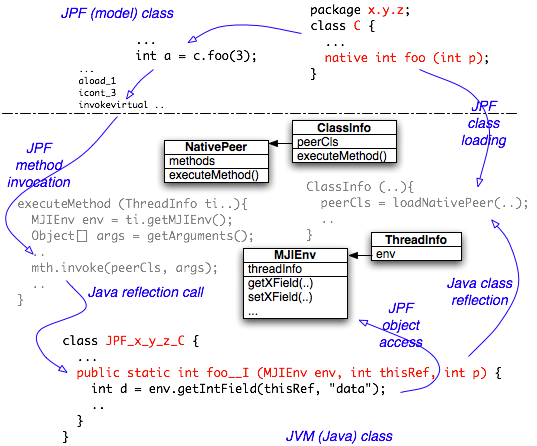 JPF (model) class
package x.y.z;
class C {
...
native int foo (int p);
}
...
int a = c.foo(3);
...
aload_1
icont_3
invokevirtual ..
JPF
method
invocation
JPF
class
loading
NativePeer
methods
executeMethod()
ClassInfo
peerCls
executeMethod()
executeMethod (ThreadInfo ti..){
MJIEnv env = ti.getMJIEnv();
Object[] args = getArguments();
..
mth.invoke(peerCls, args);
..
}
ClassInfo (..){
peerCls = loadNativePeer(..);
..
}
MJIEnv
threadInfo
getXField(..)
setXField(..)
...
ThreadInfo
env
Java reflection call
JPF
object
access
Java class
reflection
class JPF_x_y_z_C {
...
public static int foo__I (MJIEnv env, int thisRef, int p) {
int d = env.getIntField(thisRef, "data");
..
}
}
JVM (Java) class